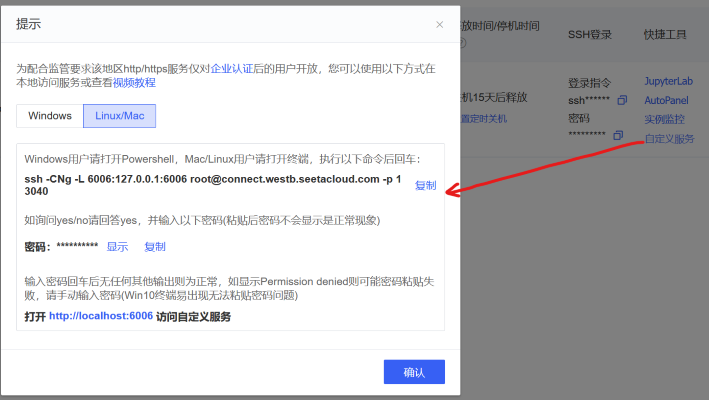 提示
为配合监管要求该地区http/https服务仅对企业认证后的用户开放，您可以使用以下方式在
本地访问服务或查看视频教程
Windows
Linux/Mac
Windows用户请打开Powershell，Mac/Linux用户请打开终端，执行以下命令后回车：
ssh -CNg -L 6006:127.0.0.1:6006 root@connect.westb.seetacloud.com -p 1
3040
复制
如询问yes/no请回答yes，并输入以下密码(粘贴后密码不会显示是正常现象)
密码：********** 显示 复制
输入密码回车后无任何其他输出则为正常，如显示Permission denied则可能密码粘贴失
败，请手动输入密码(Win10终端易出现无法粘贴密码问题)
打开 http://localhost:6006 访问自定义服务
确认
放时间/停机时间
SSH登录
快捷工具
机15天后释放
置定时关机
登录指令
ssh******
密码
*********
JupyterLab
AutoPanel
实例监控
自定义服务